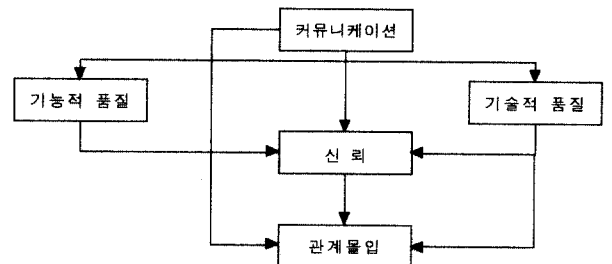 커뮤니케이션
기능적 품질
기술적 품질
신 뢰
관계몰입